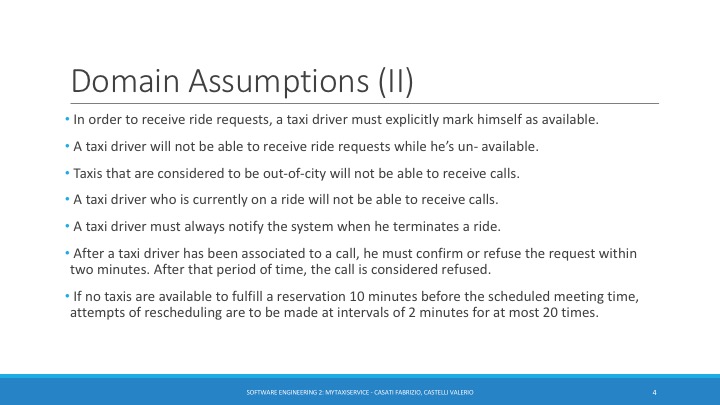 Domain Assumptions (II)
• In order to receive ride requests, a taxi driver must explicitly mark himself as available.
• A taxi driver will not be able to receive ride requests while he's un- available.
• Taxis that are considered to be out-of-city will not be able to receive calls.
• A taxi driver who is currently on a ride will not be able to receive calls.
• A taxi driver must always notify the system when he terminates a ride.
• After a taxi driver has been associated to a call, he must confirm or refuse the request within
two minutes. After that period of time, the call is considered refused.
• If no taxis are available to fulfill a reservation 10 minutes before the scheduled meeting time,
attempts of rescheduling are to be made at intervals of 2 minutes for at most 20 times.
SOFTWARE ENGINEERING 2: MYTAXISERVICE - CASATI FABRIZIO, CASTELLI VALERIO
4